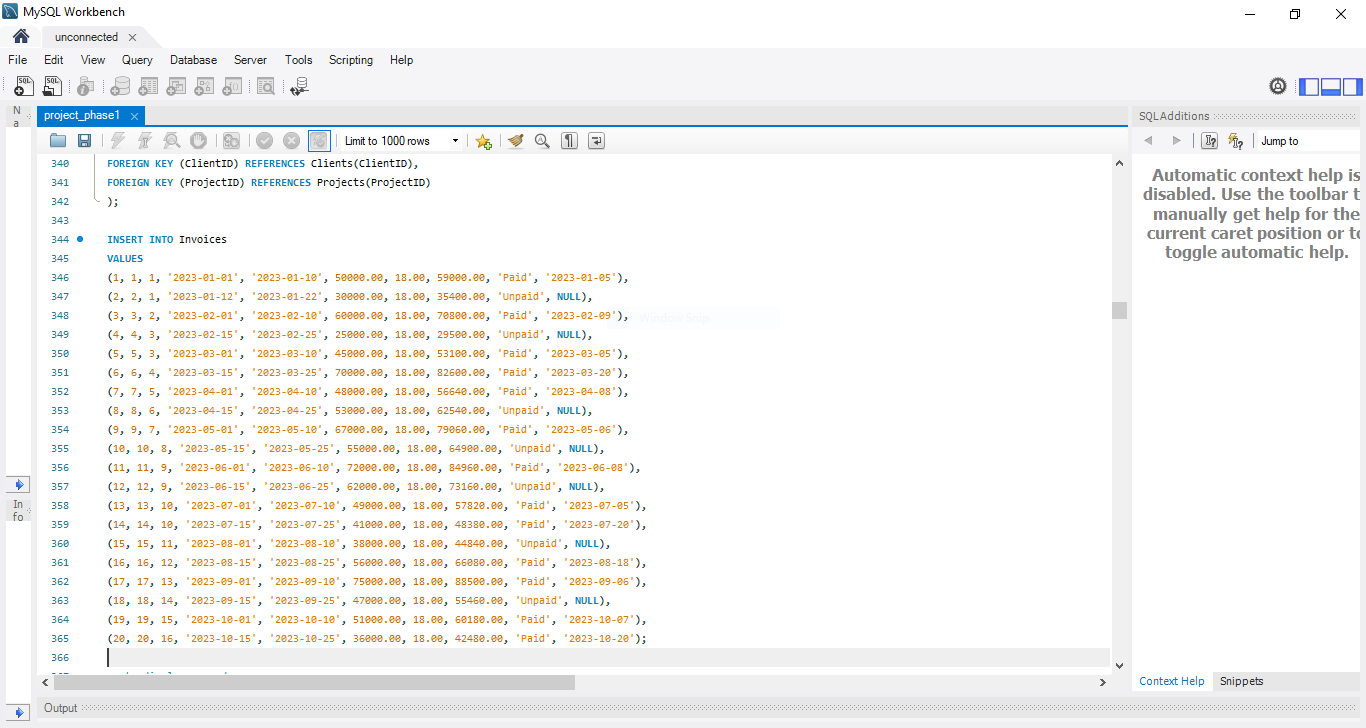 MySQL Workbench
unconnected
File Edit View Query Database Server Tools Scripting Help
SQL SQL
N
a
project_phase1
SQLAdditions
Limit to 1000 rows
Jump to
340 FOREIGN KEY (ClientID) REFERENCES Clients(ClientID),
341 FOREIGN KEY (ProjectID) REFERENCES Projects(ProjectID)
342 );
343
344 INSERT INTO Invoices
345 VALUES
346 (1, 1, 1, '2023-01-01', '2023-01-10', 50000.00, 18.00, 59000.00, 'Paid', '2023-01-05'),
347 (2, 2, 1, '2023-01-12', '2023-01-22', 30000.00, 18.00, 35400.00, 'Unpaid', NULL),
348 (3, 3, 2, '2023-02-01', '2023-02-10', 60000.00, 18.00, 70800.00, 'Paid', '2023-02-09'),
349 (4, 4, 3, '2023-02-15', '2023-02-25', 25000.00, 18.00, 29500.00, 'Unpaid', NULL),
350 (5, 5, 3, '2023-03-01', '2023-03-10', 45000.00, 18.00, 53100.00, 'Paid', '2023-03-05'),
351 (6, 6, 4, '2023-03-15', '2023-03-25', 70000.00, 18.00, 82600.00, 'Paid', '2023-03-20'),
352 (7, 7, 5, '2023-04-01', '2023-04-10', 48000.00, 18.00, 56640.00, 'Paid', '2023-04-08'),
353 (8, 8, 6, '2023-04-15', '2023-04-25', 53000.00, 18.00, 62540.00, 'Unpaid', NULL),
354 (9, 9, 7, '2023-05-01', '2023-05-10', 67000.00, 18.00, 79060.00, 'Paid', '2023-05-06'),
355 (10, 10, 8, '2023-05-15', '2023-05-25', 55000.00, 18.00, 64900.00, 'Unpaid', NULL),
356 (11, 11, 9, '2023-06-01', '2023-06-10', 72000.00, 18.00, 84960.00, 'Paid', '2023-06-08'),
357 (12, 12, 9, '2023-06-15', '2023-06-25', 62000.00, 18.00, 73160.00, 'Unpaid', NULL),
358 (13, 13, 10, '2023-07-01', '2023-07-10', 49000.00, 18.00, 57820.00, 'Paid', '2023-07-05'),
359 (14, 14, 10, '2023-07-15', '2023-07-25', 41000.00, 18.00, 48380.00, 'Paid', '2023-07-20'),
360 (15, 15, 11, '2023-08-01', '2023-08-10', 38000.00, 18.00, 44840.00, 'Unpaid', NULL),
361 (16, 16, 12, '2023-08-15', '2023-08-25', 56000.00, 18.00, 66080.00, 'Paid', '2023-08-18'),
362 (17, 17, 13, '2023-09-01', '2023-09-10', 75000.00, 18.00, 88500.00, 'Paid', '2023-09-06'),
363 (18, 18, 14, '2023-09-15', '2023-09-25', 47000.00, 18.00, 55460.00, 'Unpaid', NULL),
364 (19, 19, 15, '2023-10-01', '2023-10-10', 51000.00, 18.00, 60180.00, 'Paid', '2023-10-07'),
365 (20, 20, 16, '2023-10-15', '2023-10-25', 36000.00, 18.00, 42480.00, 'Paid', '2023-10-20');
366
Window Snip
Automatic context help is
disabled. Use the toolbar t
manually get help for the
current caret position or to
toggle automatic help.
In
fo
Context Help Snippets
Output